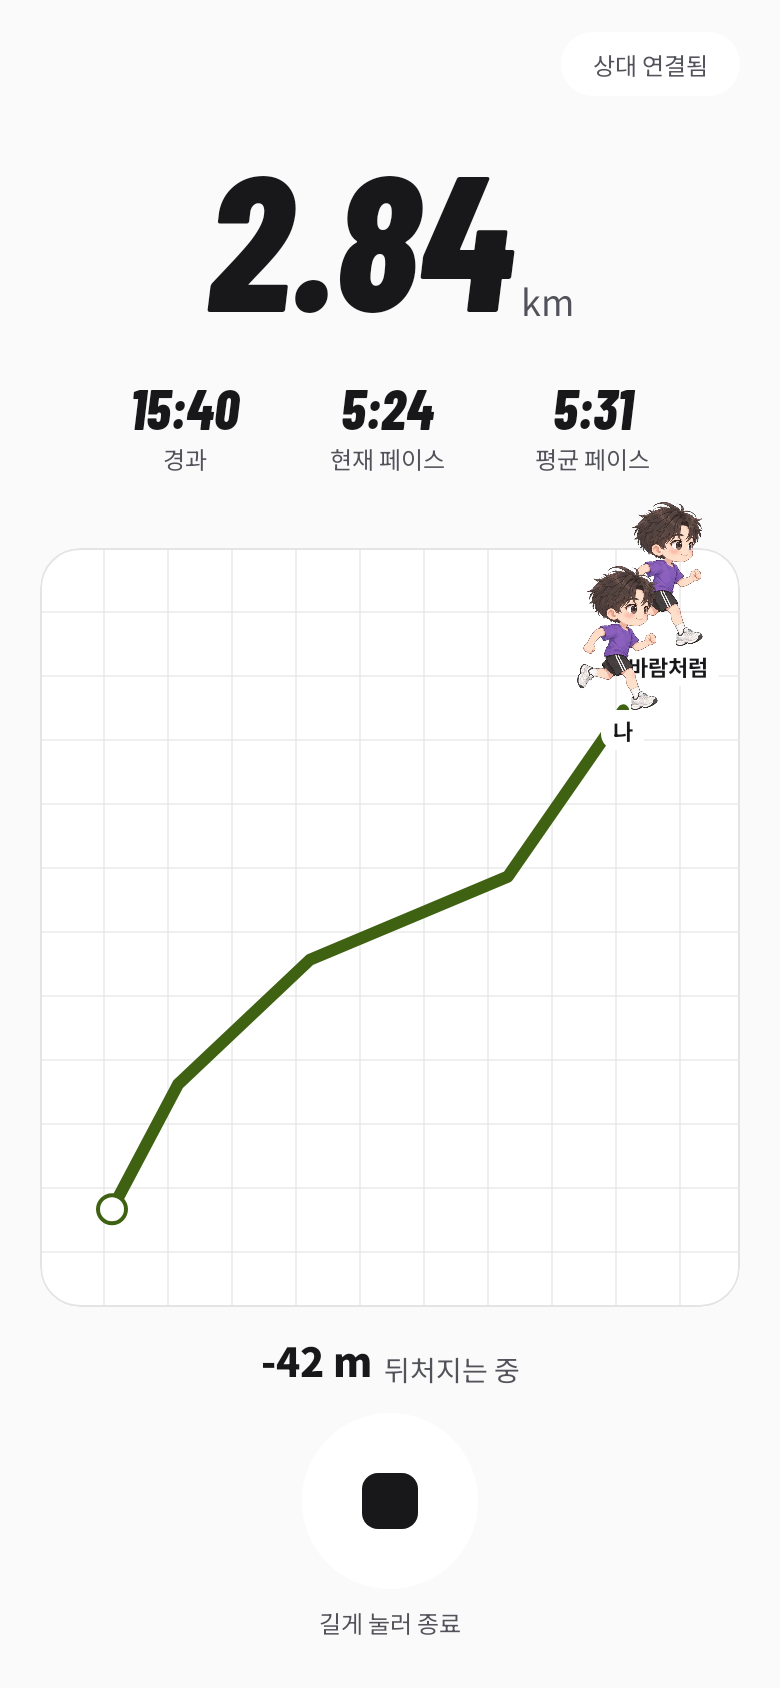 상대 연결됨
2.84 km
15:40 5:24 5:31
경과 현재 페이스 평균 페이스
바람처럼
나
-42 m 뒤처지는 중
길게 눌러 종료